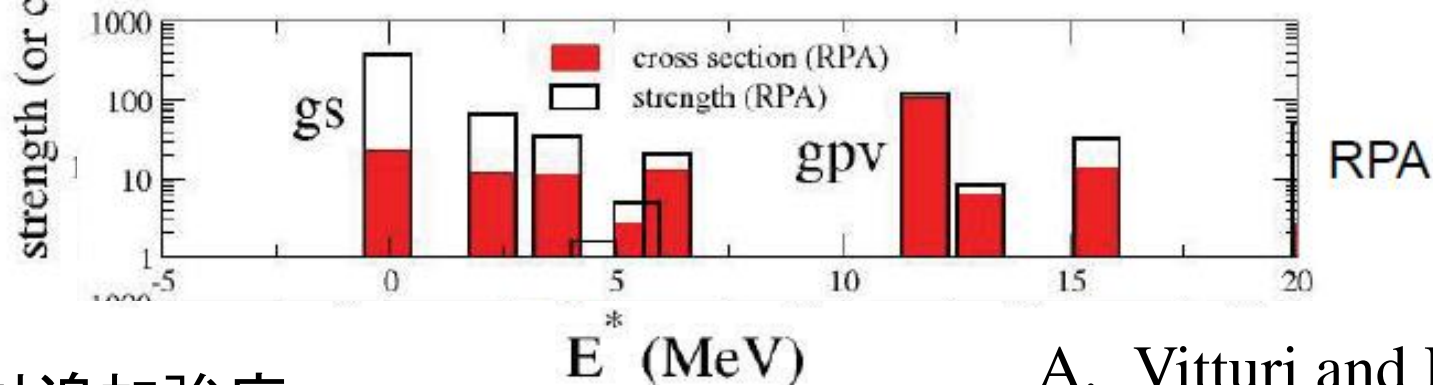 strength (or c
1000
100
10
1
cross section (RPA)
strength (RPA)
gs
gpv
RPA
-5 0 5 10 15 20
E* (MeV)
A. Vitturi and